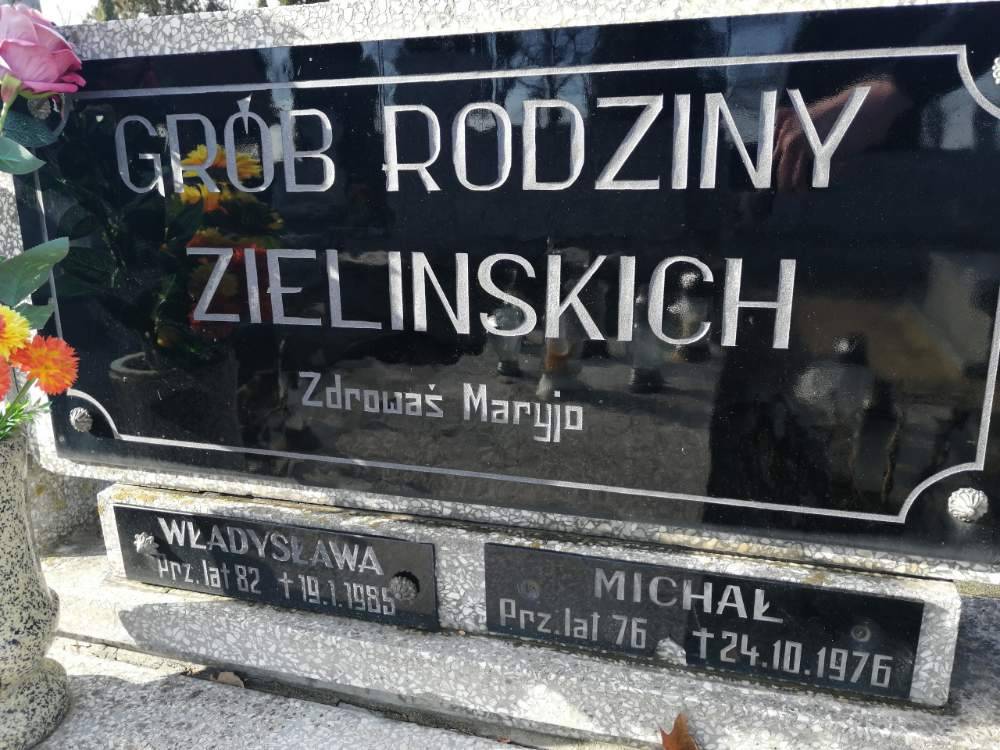 GRÓB RODZINY
ZIELINSKICH
Zdrowaś Maryjo
WŁADYSŁAWA
Prz. lat 82 †19.1.1985
MICHAŁ
Prz. lat 76 †24.10.1976